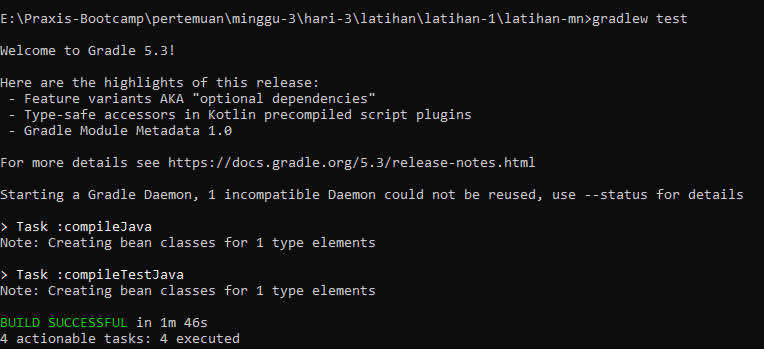 E:\Praxis-Bootcamp\pertemuan\minggu-3\hari-3\latihan\latihan-1\latihan-mn>gradlew test
Welcome to Gradle 5.3!
Here are the highlights of this release:
- Feature variants AKA "optional dependencies"
- Type-safe accessors in Kotlin precompiled script plugins
- Gradle Module Metadata 1.0
For more details see https://docs.gradle.org/5.3/release-notes.html
Starting a Gradle Daemon, 1 incompatible Daemon could not be reused, use --status for details
> Task :compileJava
Note: Creating bean classes for 1 type elements
> Task :compileTestJava
Note: Creating bean classes for 1 type elements
BUILD SUCCESSFUL in 1m 46s
4 actionable tasks: 4 executed